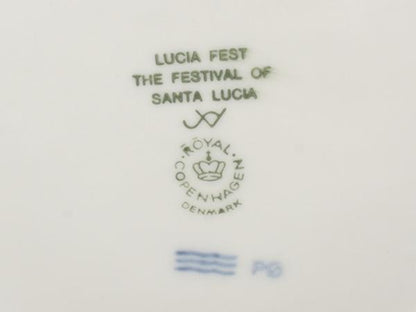 LUCIA FEST
THE FESTIVAL OF
SANTA LUCIA
ROYAL
COPENHAGEN
DENMARK
PG